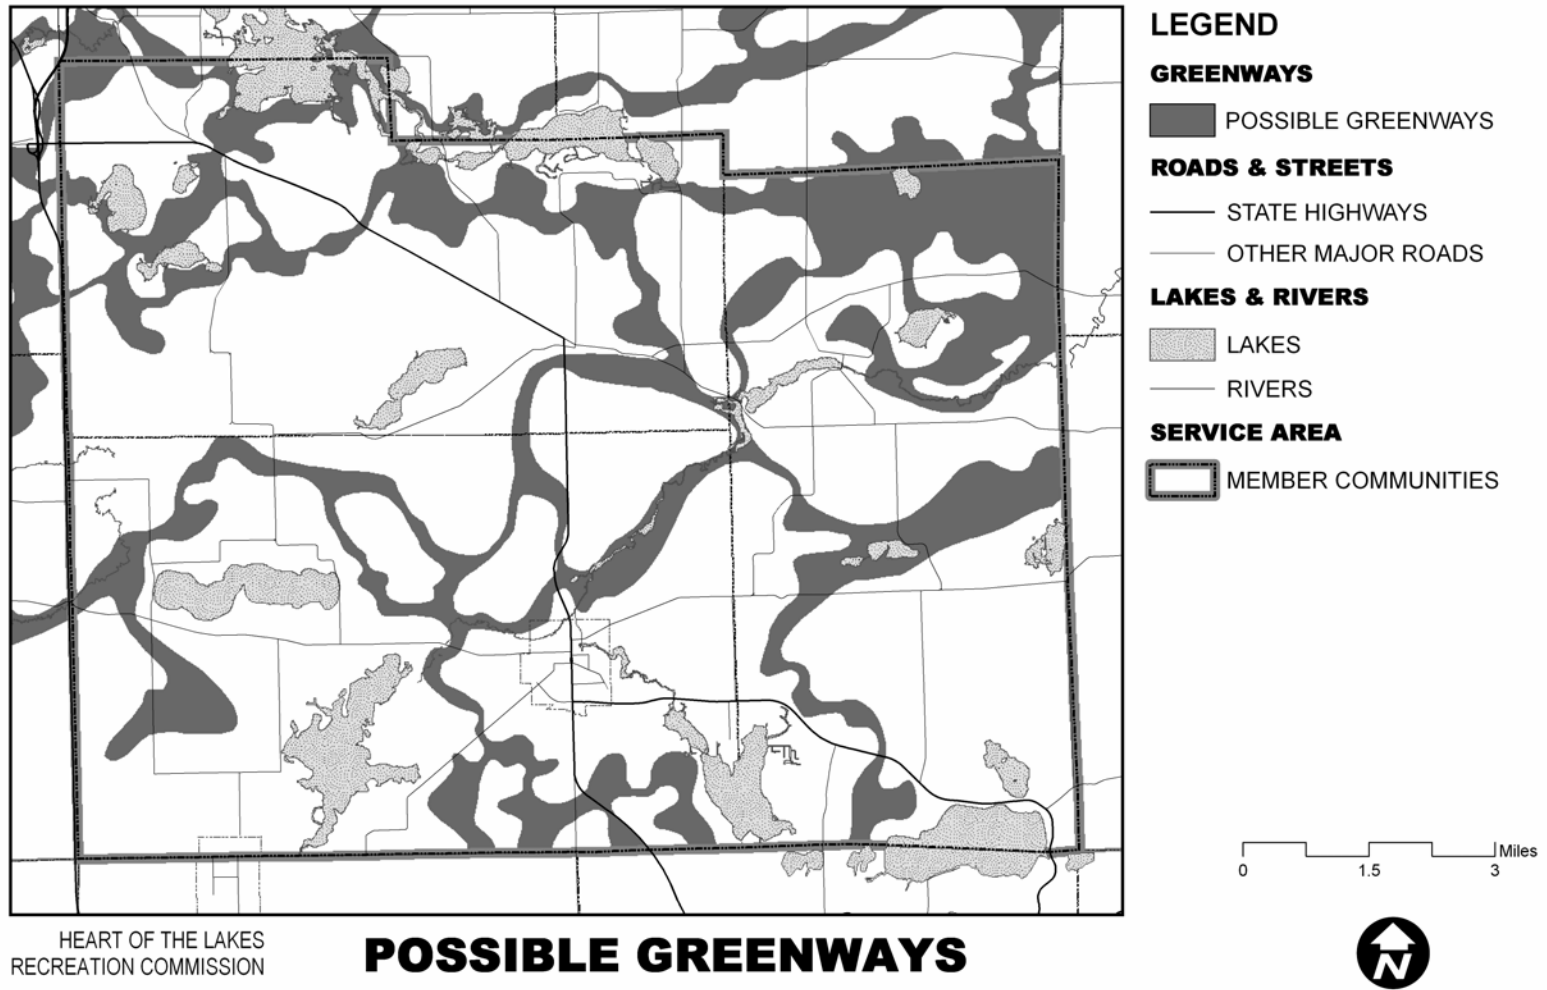 LEGEND
GREENWAYS
POSSIBLE GREENWAYS
ROADS & STREETS
STATE HIGHWAYS
OTHER MAJOR ROADS
LAKES & RIVERS
LAKES
RIVERS
SERVICE AREA
MEMBER COMMUNITIES
Miles
0 1.5 3
HEART OF THE LAKES
RECREATION COMMISSION
POSSIBLE GREENWAYS
N